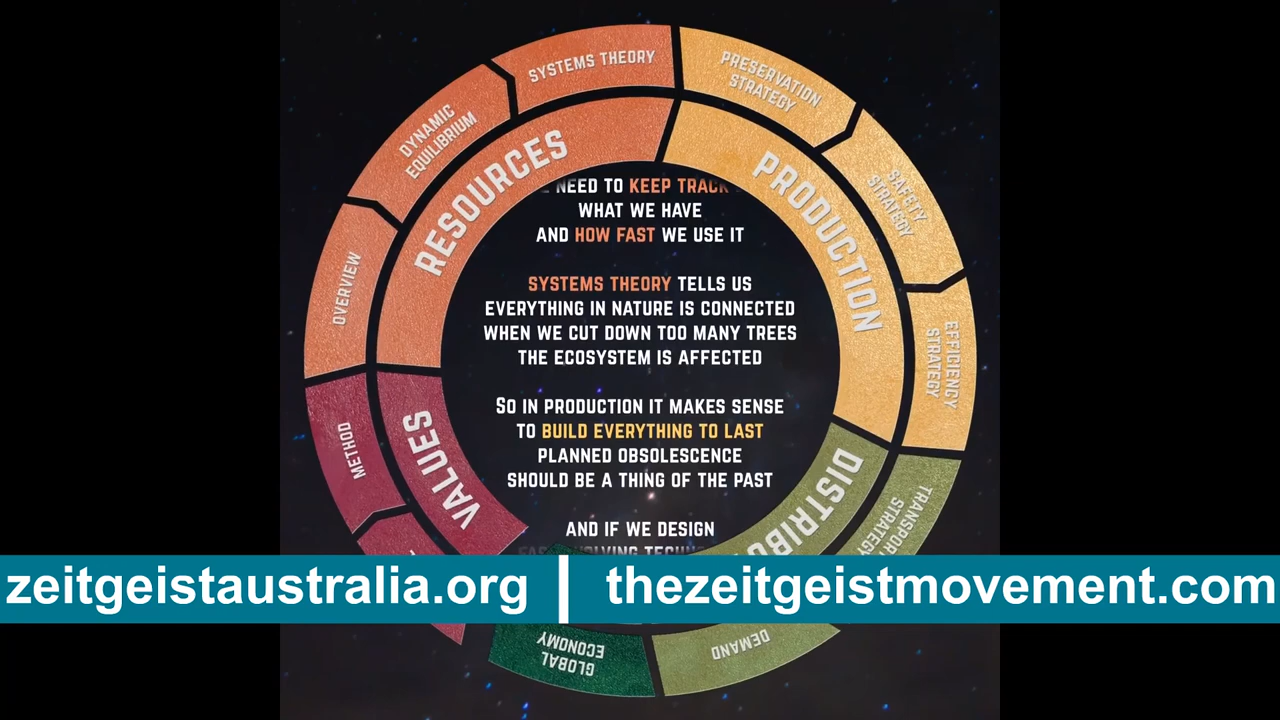 SYSTEMS THEORY
PRESERVATION
STRATEGY
DYNAMIC
EQUILIBRIUM
SAFETY
STRATEGY
OVERVIEW
EFFICIENCY
STRATEGY
METHOD
TRANSPORT
STRATEGY
RESOURCES
PRODUCTION
VALUES
NEED TO KEEP TRACK
WHAT WE HAVE
AND HOW FAST WE USE IT
SYSTEMS THEORY TELLS US
EVERYTHING IN NATURE IS CONNECTED
WHEN WE CUT DOWN TOO MANY TREES
THE ECOSYSTEM IS AFFECTED
SO IN PRODUCTION IT MAKES SENSE
TO BUILD EVERYTHING TO LAST
PLANNED OBSOLESCENCE
SHOULD BE A THING OF THE PAST
AND IF WE DESIGN
zeitgeistaustralia.org | thezeitgeistmovement.com
GLOBAL
ECONOMY
DEMAND